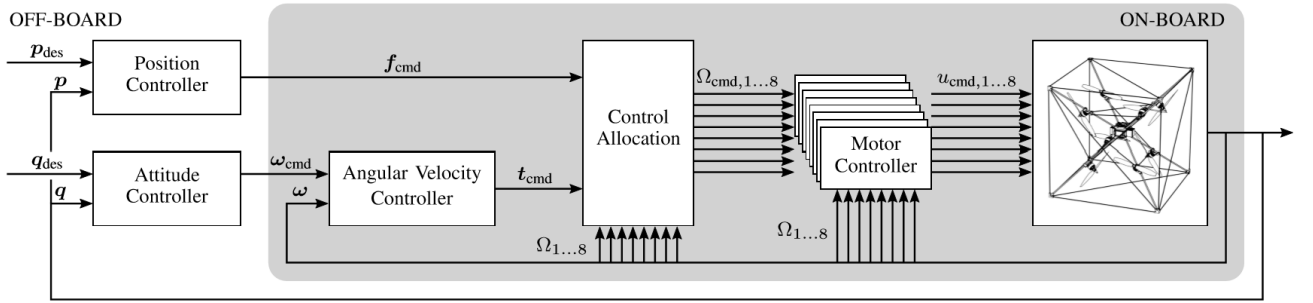 OFF-BOARD
ON-BOARD
p_des
p
Position
Controller
f_cmd
q_des
q
Attitude
Controller
ω_cmd
ω
Angular Velocity
Controller
t_cmd
Control
Allocation
Ω_cmd,1...8
Ω_1...8
Motor
Controller
Ω_1...8
u_cmd,1...8